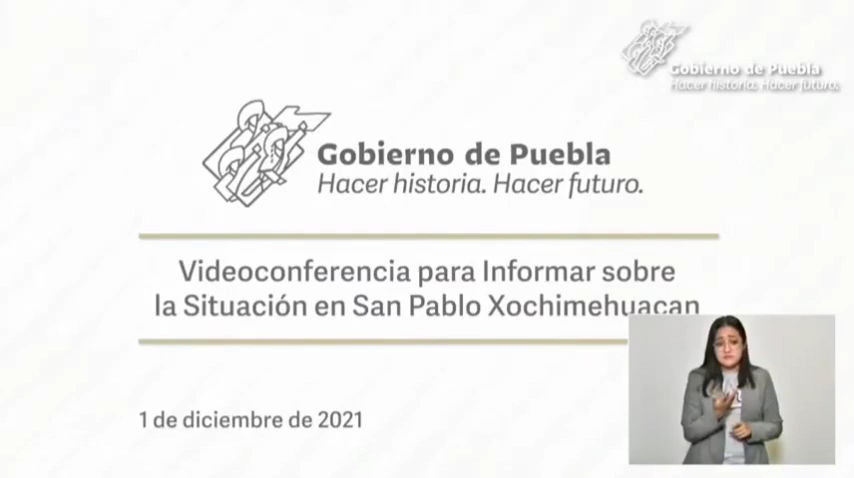 Gobierno de Puebla
Hacer historia. Hacer futuro.
Gobierno de Puebla
Hacer historia. Hacer futuro.
Videoconferencia para Informar sobre
la Situación en San Pablo Xochimehuacan
1 de diciembre de 2021